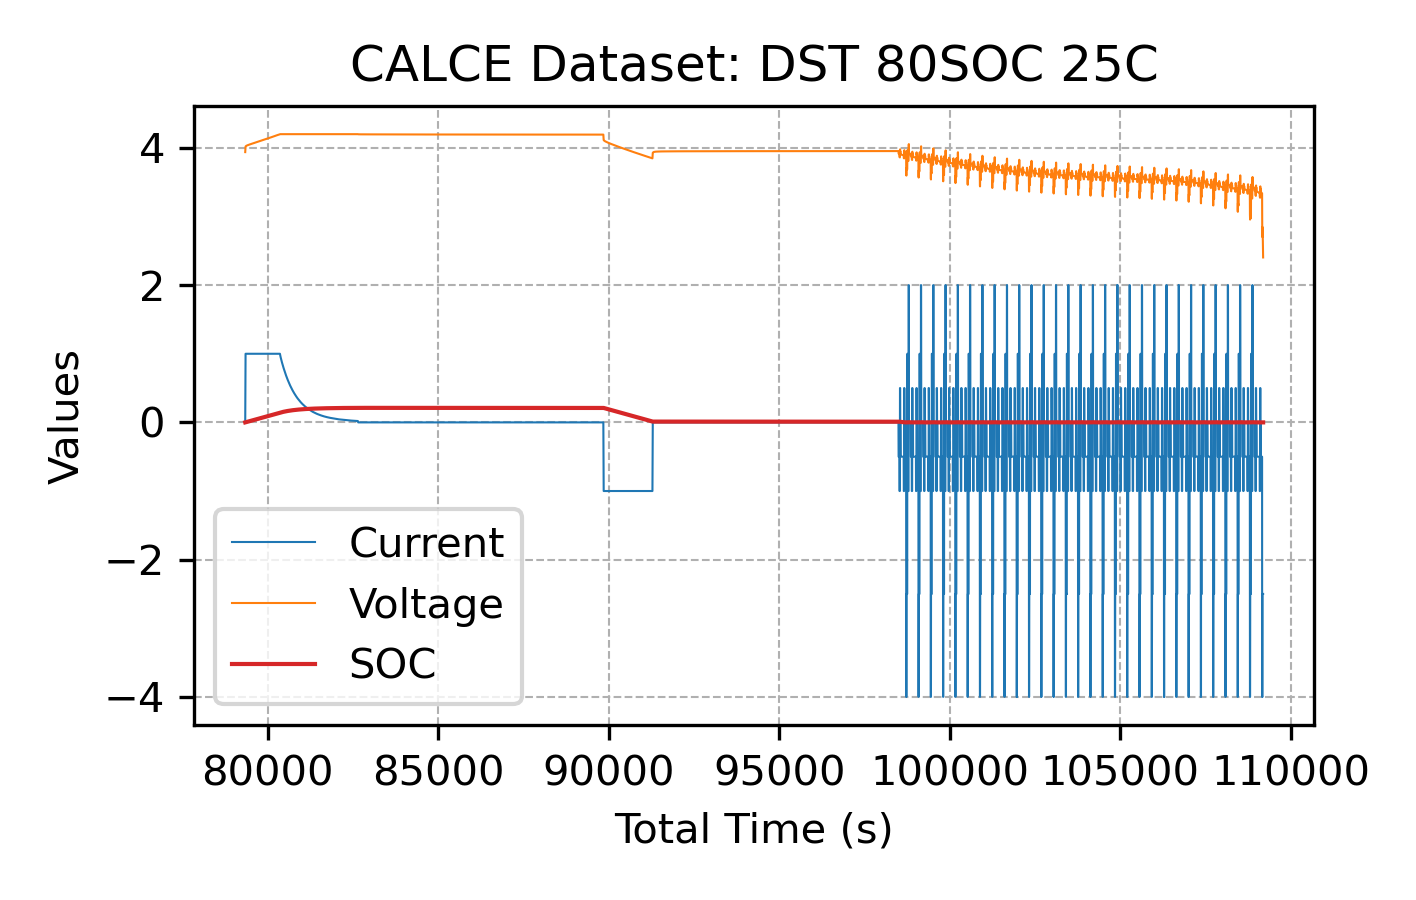 CALCE Dataset: DST 80SOC 25C
Values
4
2
0
−2
−4
Current
Voltage
SOC
80000 85000 90000 95000 100000 105000 110000
Total Time (s)